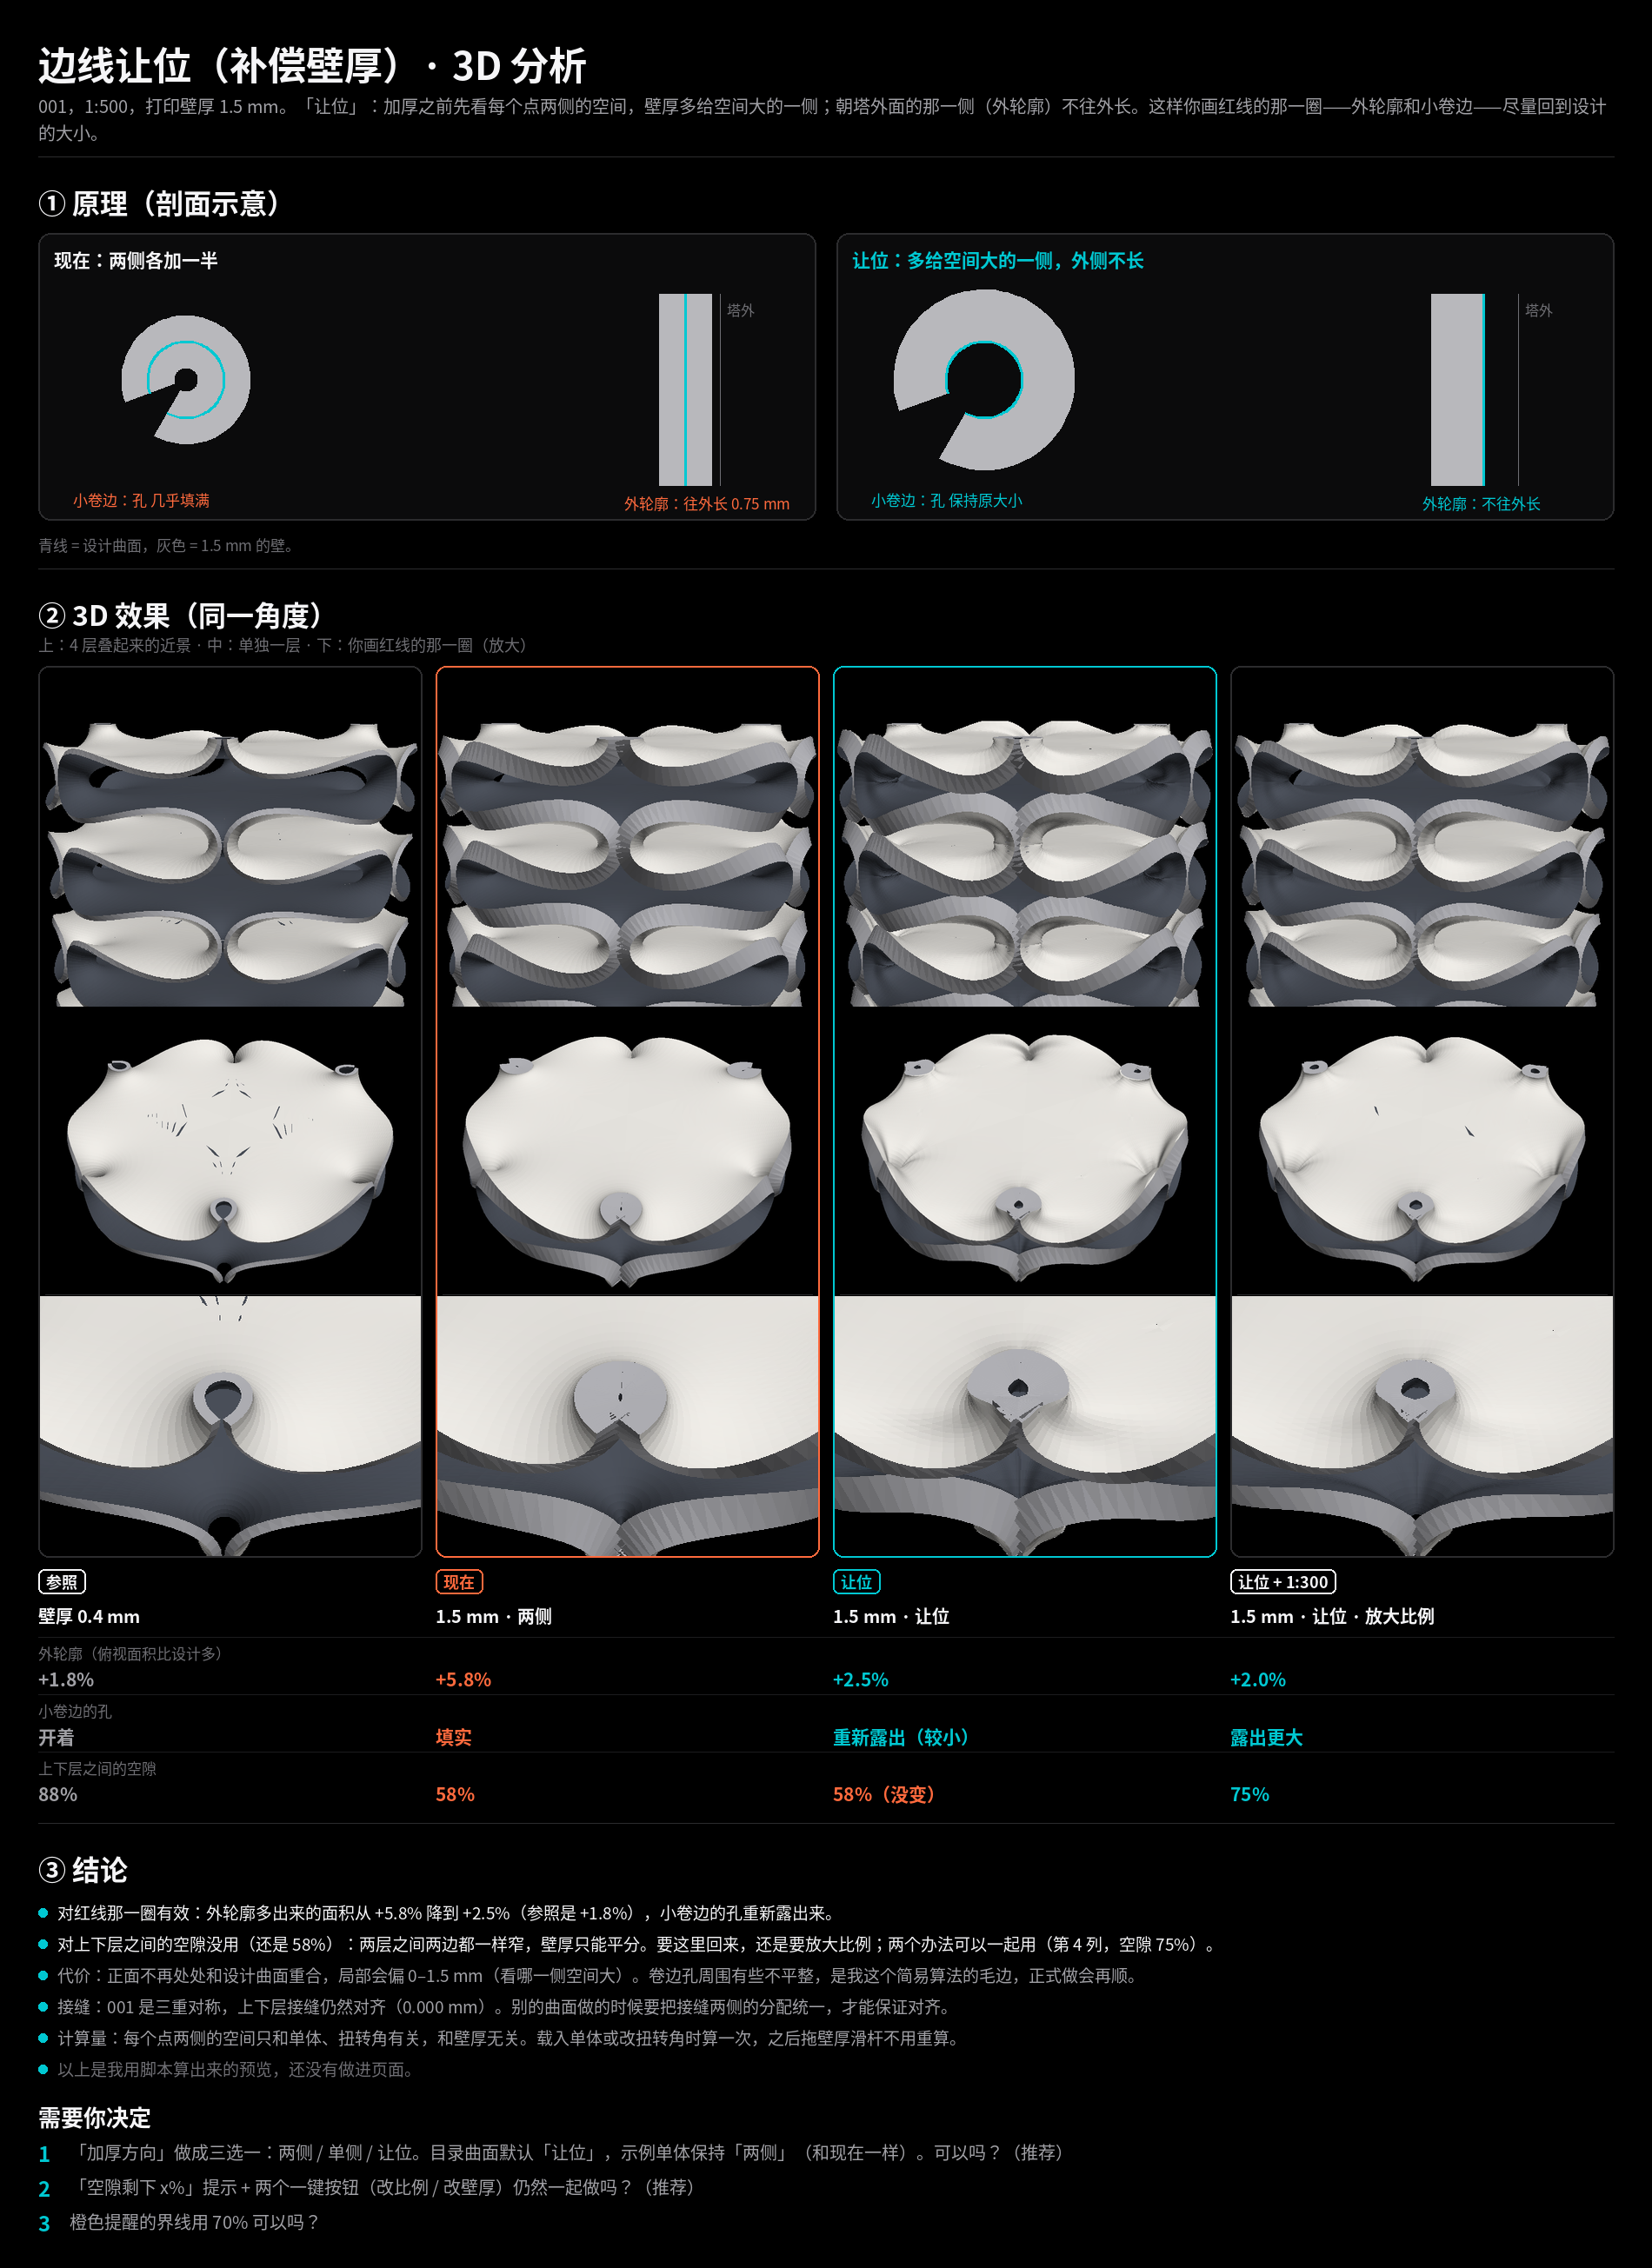 边线让位（补偿壁厚）· 3D 分析
001，1:500，打印壁厚 1.5 mm。「让位」：加厚之前先看每个点两侧的空间，壁厚多给空间大的一侧；朝塔外面的那一侧（外轮廓）不往外长。这样你画红线的那一圈——外轮廓和小卷边——尽量回到设计
的大小。
① 原理（剖面示意）
现在：两侧各加一半
塔外
小卷边：孔 几乎填满
外轮廓：往外长 0.75 mm
让位：多给空间大的一侧，外侧不长
塔外
小卷边：孔 保持原大小
外轮廓：不往外长
青线 = 设计曲面，灰色 = 1.5 mm 的壁。
② 3D 效果（同一角度）
上：4 层叠起来的近景 · 中：单独一层 · 下：你画红线的那一圈（放大）
参照
现在
让位
让位 + 1:300
壁厚 0.4 mm
1.5 mm · 两侧
1.5 mm · 让位
1.5 mm · 让位 · 放大比例
外轮廓（俯视面积比设计多）
+1.8%
+5.8%
+2.5%
+2.0%
小卷边的孔
开着
填实
重新露出（较小）
露出更大
上下层之间的空隙
88%
58%
58%（没变）
75%
③ 结论
对红线那一圈有效：外轮廓多出来的面积从 +5.8% 降到 +2.5%（参照是 +1.8%），小卷边的孔重新露出来。
对上下层之间的空隙没用（还是 58%）：两层之间两边都一样窄，壁厚只能平分。要这里回来，还是要放大比例；两个办法可以一起用（第 4 列，空隙 75%）。
代价：正面不再处处和设计曲面重合，局部会偏 0–1.5 mm（看哪一侧空间大）。卷边孔周围有些不平整，是我这个简易算法的毛边，正式做会再顺。
接缝：001 是三重对称，上下层接缝仍然对齐（0.000 mm）。别的曲面做的时候要把接缝两侧的分配统一，才能保证对齐。
计算量：每个点两侧的空间只和单体、扭转角有关，和壁厚无关。载入单体或改扭转角时算一次，之后拖壁厚滑杆不用重算。
以上是我用脚本算出来的预览，还没有做进页面。
需要你决定
1 「加厚方向」做成三选一：两侧 / 单侧 / 让位。目录曲面默认「让位」，示例单体保持「两侧」（和现在一样）。可以吗？（推荐）
2 「空隙剩下 x%」提示 + 两个一键按钮（改比例 / 改壁厚）仍然一起做吗？（推荐）
3 橙色提醒的界线用 70% 可以吗？